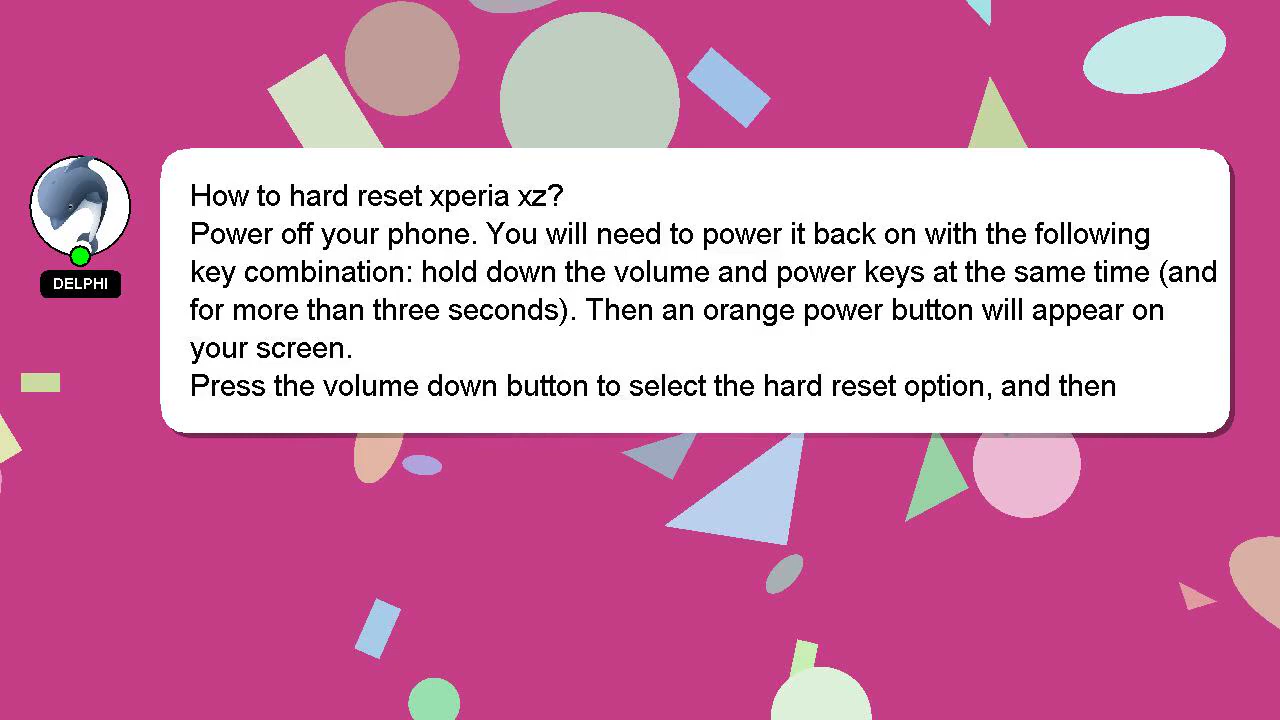 How to hard reset xperia xz?
Power off your phone. You will need to power it back on with the following
key combination: hold down the volume and power keys at the same time (and
for more than three seconds). Then an orange power button will appear on
your screen.
Press the volume down button to select the hard reset option, and then
DELPHI